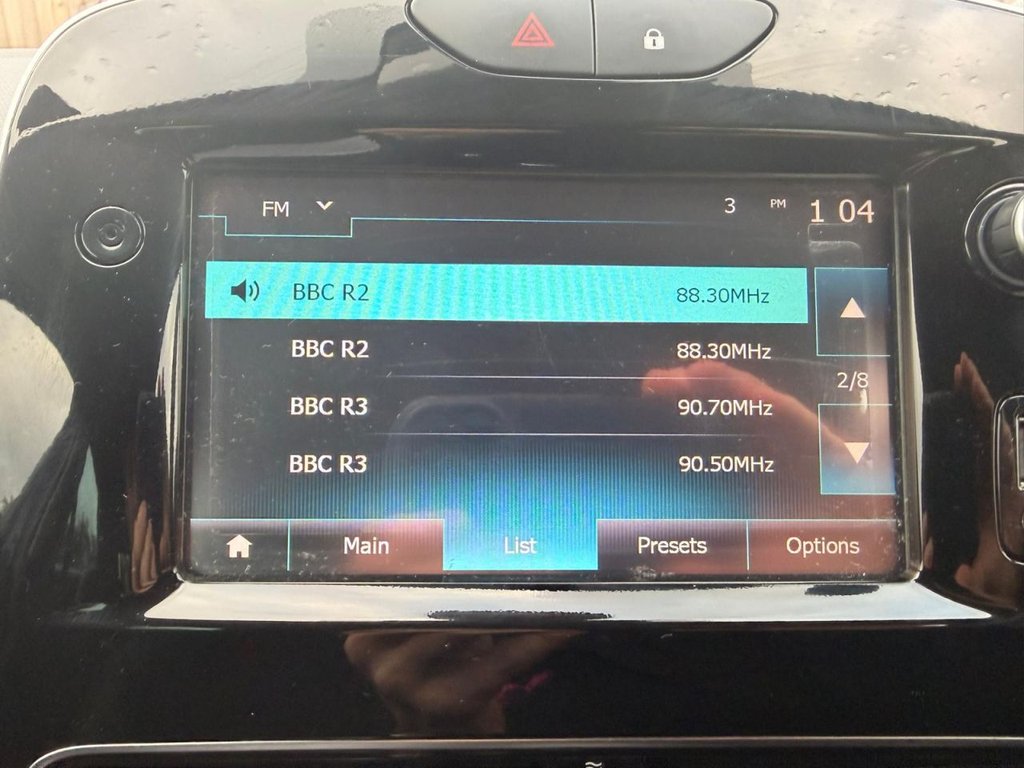 FM 3 PM 1 04
BBC R2 88.30MHz
BBC R2 88.30MHz
2/8
BBC R3 90.70MHz
BBC R3 90.50MHz
Main List Presets Options